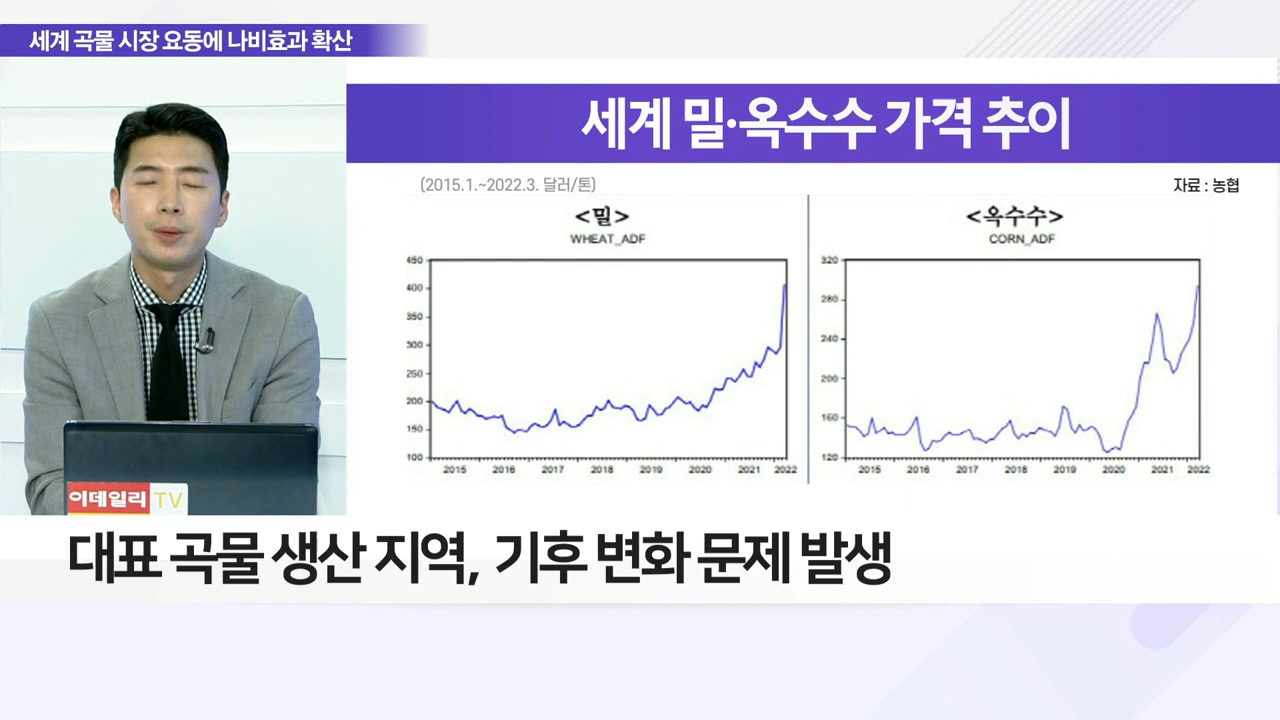 세계 곡물 시장 요동에 나비효과 확산
세계 밀·옥수수 가격 추이
(2015.1.~2022.3. 달러/톤)
자료 : 농협
<밀>
WHEAT_ADF
450
400
350
300
250
200
150
100
2015 2016 2017 2018 2019 2020 2021 2022
<옥수수>
CORN_ADF
320
280
240
200
160
120
2015 2016 2017 2018 2019 2020 2021 2022
이데일리 TV
대표 곡물 생산 지역, 기후 변화 문제 발생